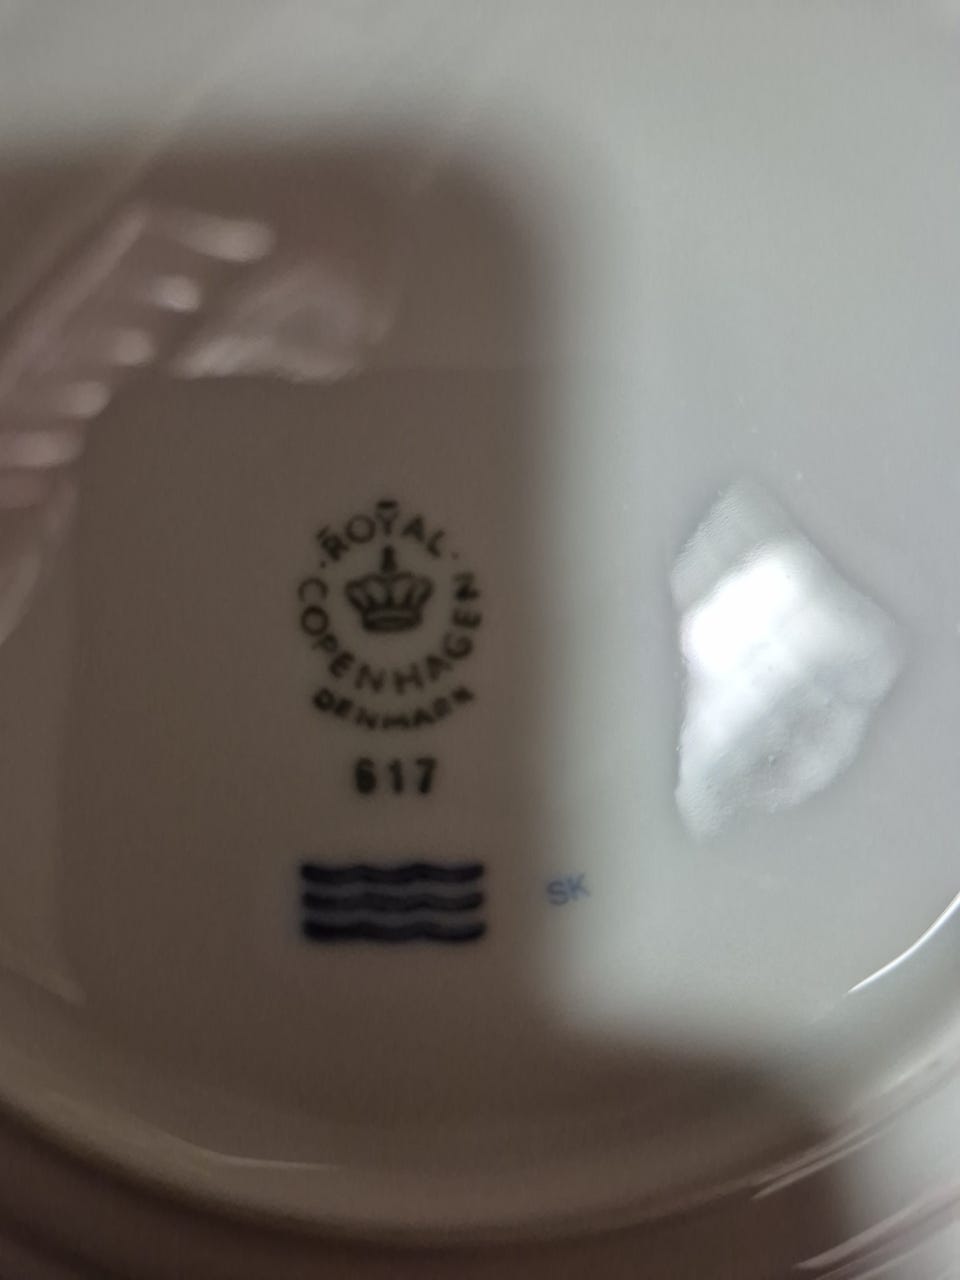 ROYAL
COPENHAGEN
DENMARK
617
SK